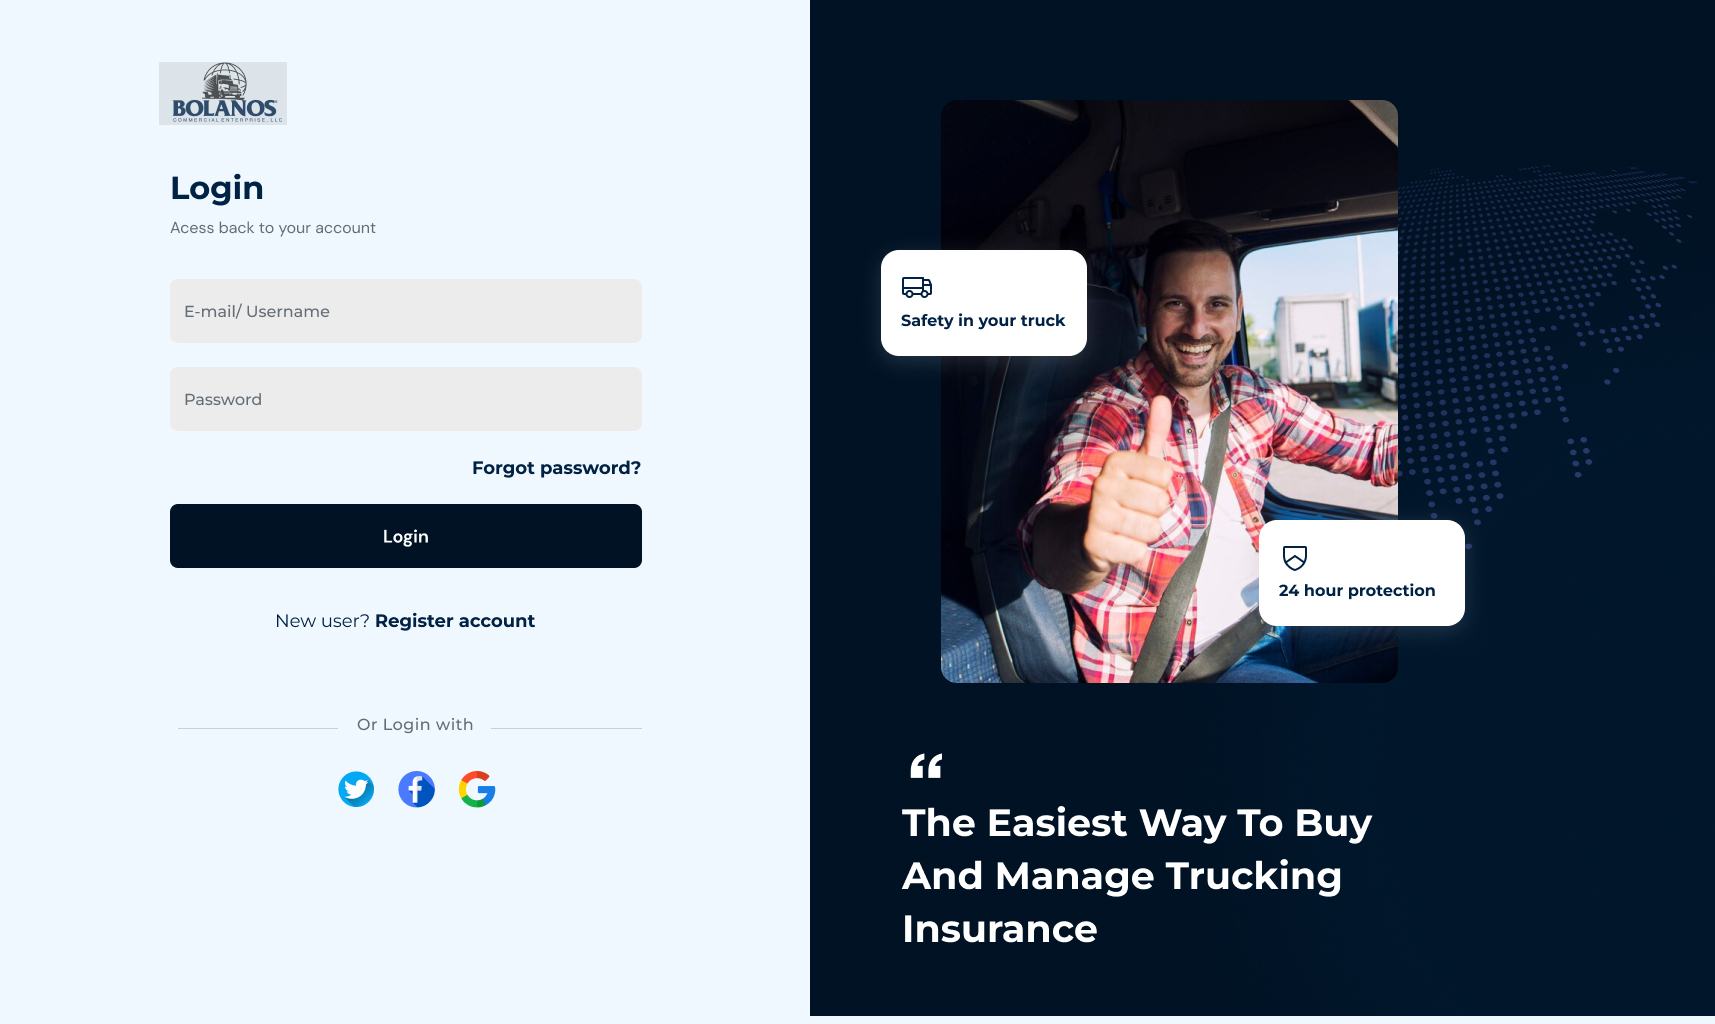 BOLANOS
COMMERCIAL ENTERPRISE, LLC
Login
Acess back to your account
E-mail/ Username
Password
Forgot password?
Login
New user? Register account
Or Login with
Safety in your truck
24 hour protection
“
The Easiest Way To Buy
And Manage Trucking
Insurance